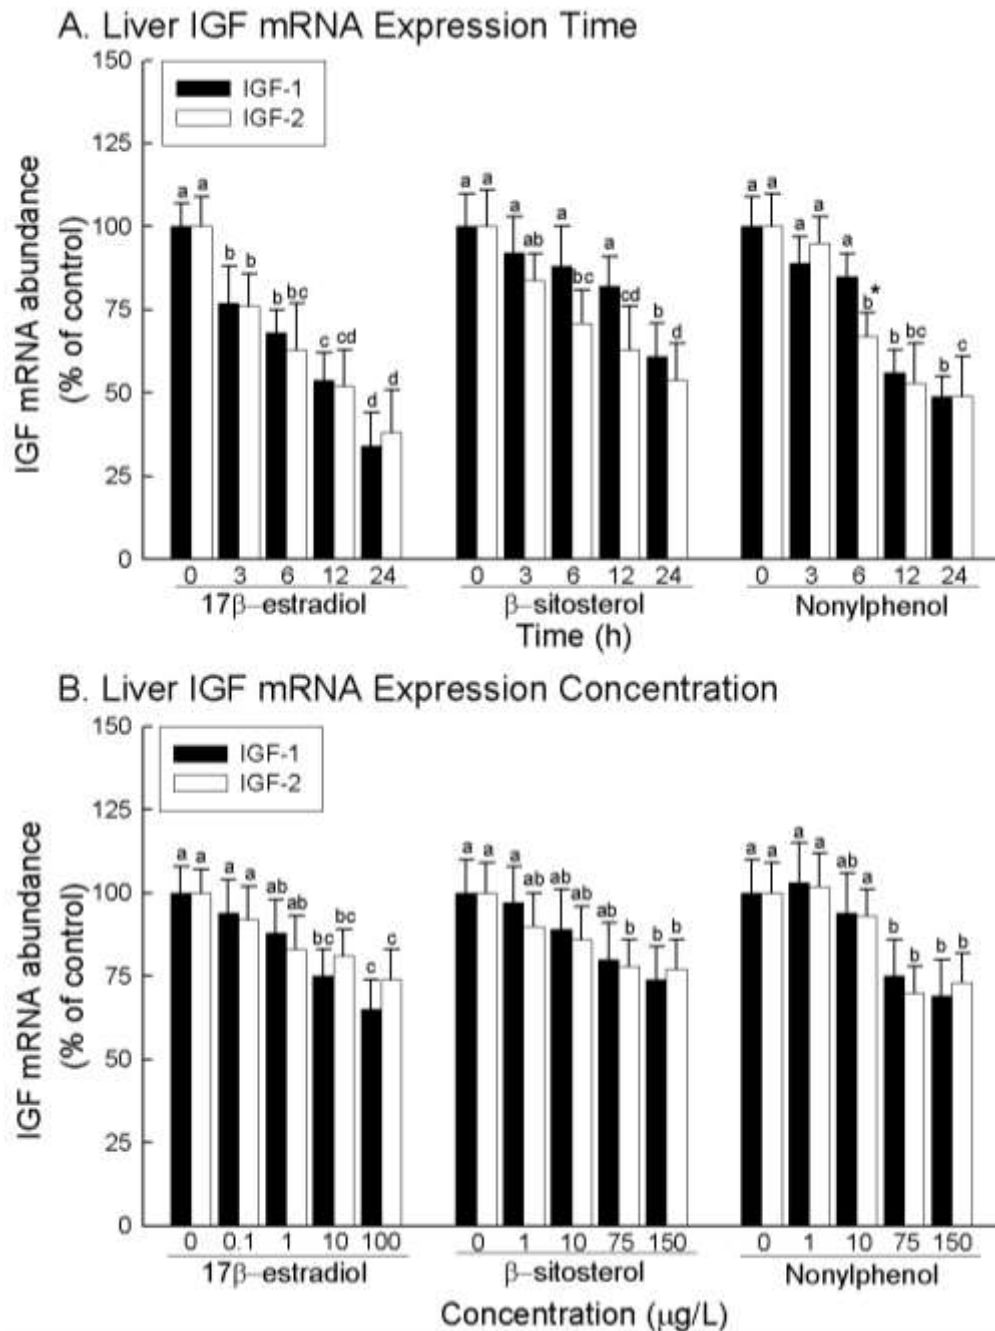 A. Liver IGF mRNA Expression Time
150
125
100
75
50
25
0
IGF mRNA abundance
(% of control)
IGF-1
IGF-2
a a b b b bc c cd d d
a a a ab a bc a cd b d
a a a a a b* b bc b c
0 3 6 12 24
17β–estradiol
0 3 6 12 24
β–sitosterol
0 3 6 12 24
Nonylphenol
Time (h)
B. Liver IGF mRNA Expression Concentration
150
125
100
75
50
25
0
IGF mRNA abundance
(% of control)
IGF-1
IGF-2
a a a a ab ab bc bc c c
a a a ab ab ab ab b b b
a a a a ab a b b b b
0 0.1 1 10 100
17β–estradiol
0 1 10 75 150
β–sitosterol
0 1 10 75 150
Nonylphenol
Concentration (μg/L)